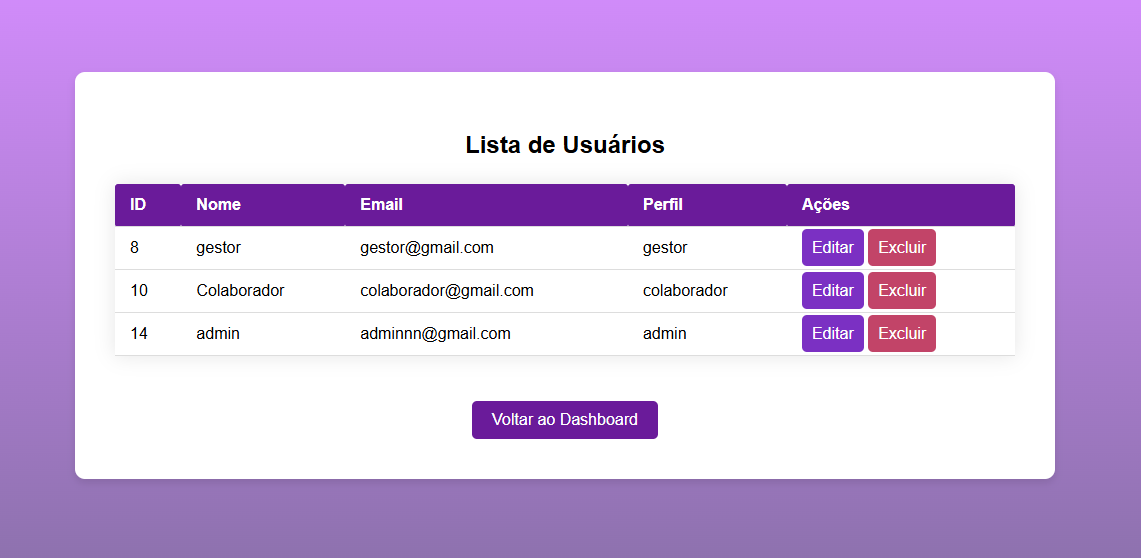 Lista de Usuários
ID Nome Email Perfil Ações
8 gestor gestor@gmail.com gestor Editar Excluir
10 Colaborador colaborador@gmail.com colaborador Editar Excluir
14 admin adminnn@gmail.com admin Editar Excluir
Voltar ao Dashboard